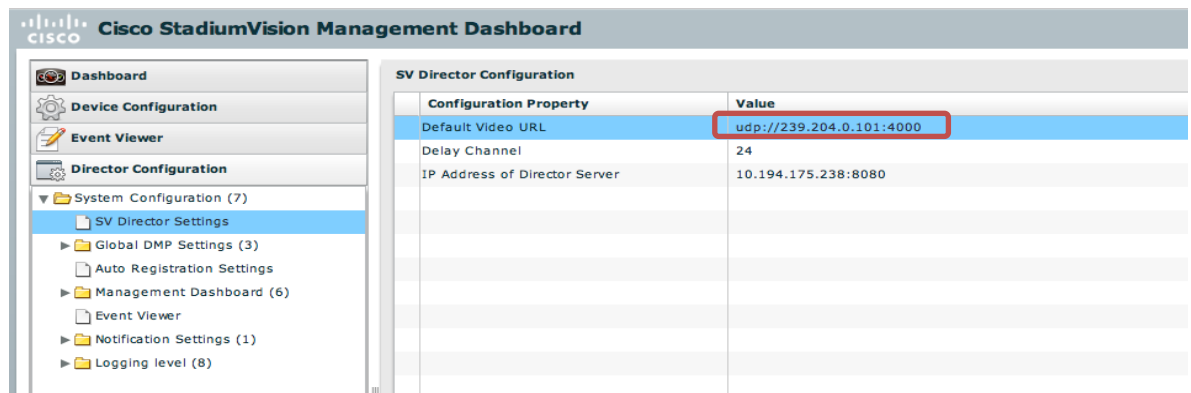 CISCO Cisco StadiumVision Management Dashboard
Dashboard
Device Configuration
Event Viewer
Director Configuration
System Configuration (7)
SV Director Settings
Global DMP Settings (3)
Auto Registration Settings
Management Dashboard (6)
Event Viewer
Notification Settings (1)
Logging level (8)
SV Director Configuration
Configuration Property Value
Default Video URL udp://239.204.0.101:4000
Delay Channel 24
IP Address of Director Server 10.194.175.238:8080